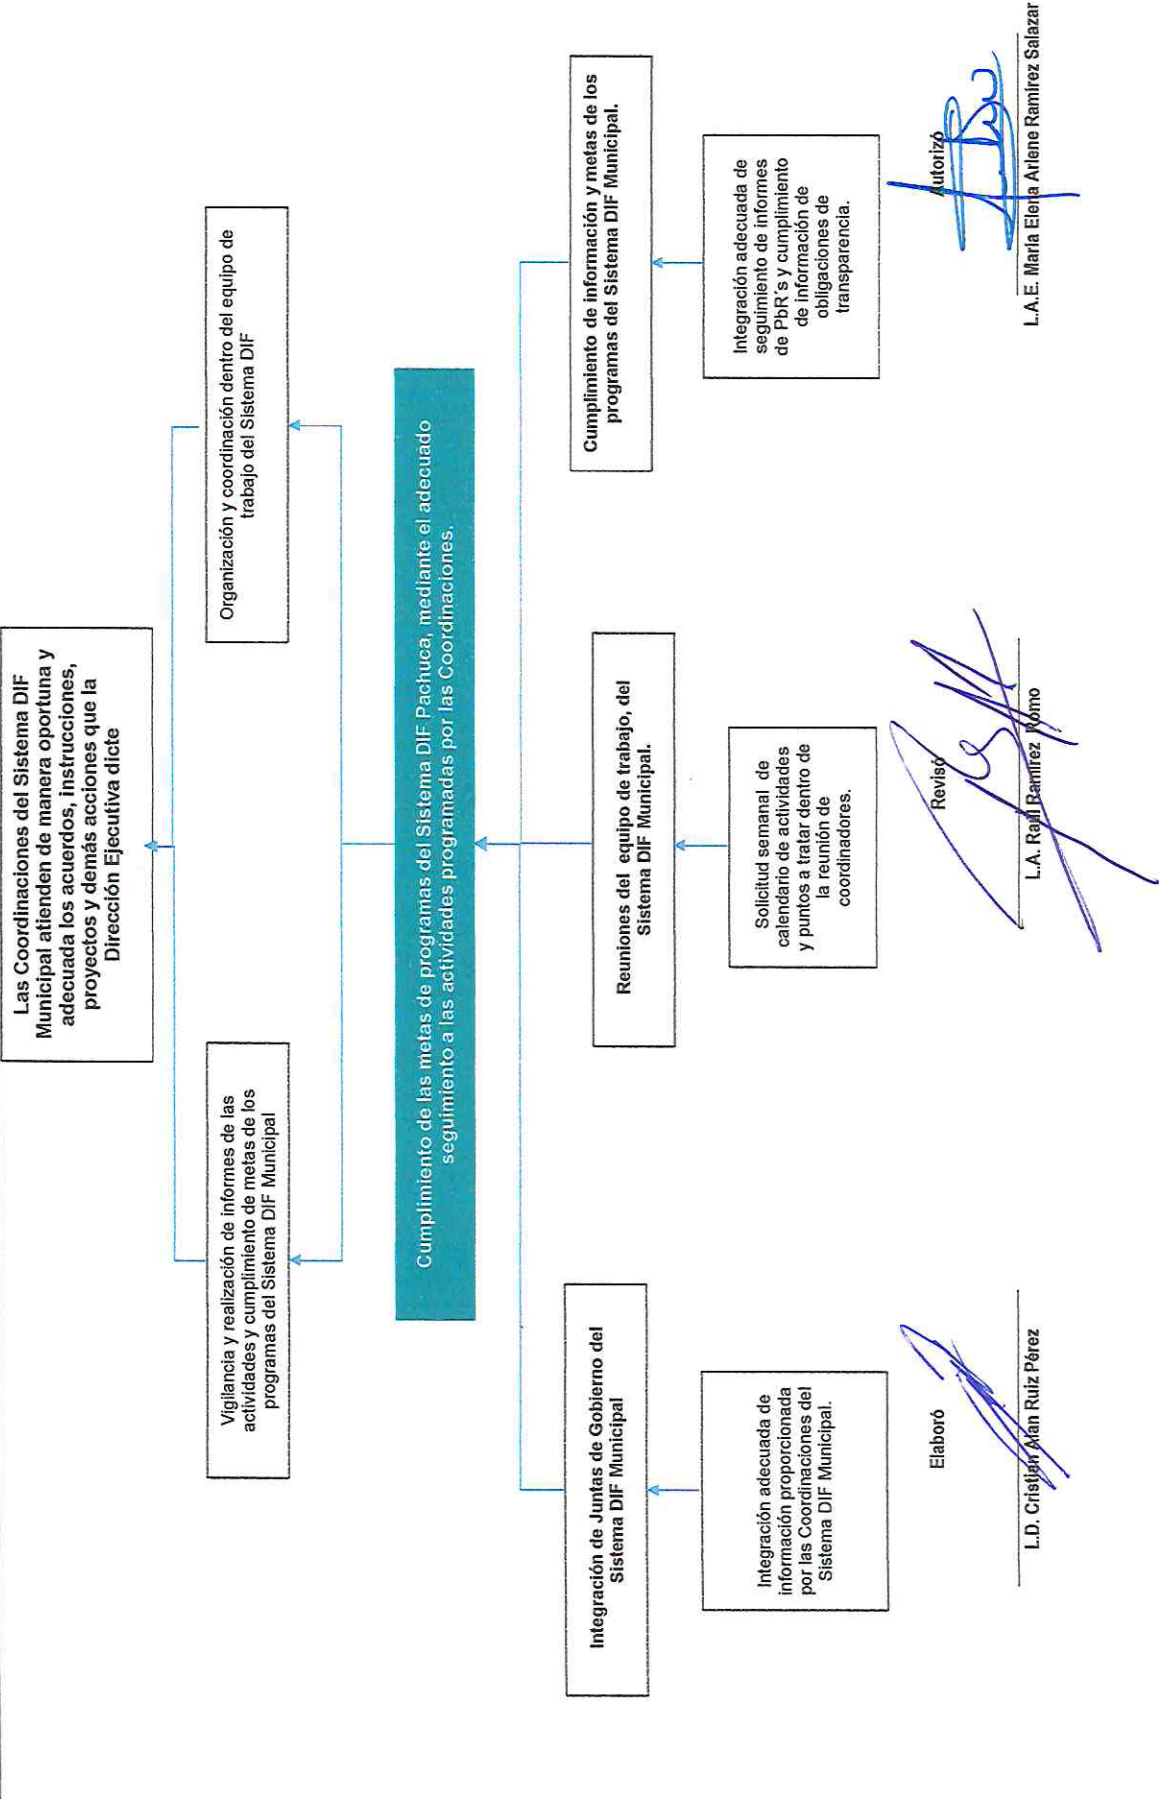 Las Coordinaciones del Sistema DIF
Municipal atienden de manera oportuna y
adecuada los acuerdos, instrucciones,
proyectos y demás acciones que la
Dirección Ejecutiva dicte
Vigilancia y realización de informes de las
actividades y cumplimiento de metas de los
programas del Sistema DIF Municipal
Organización y coordinación dentro del equipo de
trabajo del Sistema DIF
Cumplimiento de las metas de programas del Sistema DIF Pachuca, mediante el adecuado
seguimiento a las actividades programadas por las Coordinaciones.
Integración de Juntas de Gobierno del
Sistema DIF Municipal
Reuniones del equipo de trabajo, del
Sistema DIF Municipal.
Cumplimiento de información y metas de los
programas del Sistema DIF Municipal.
Integración adecuada de
información proporcionada
por las Coordinaciones del
Sistema DIF Municipal.
Solicitud semanal de
calendario de actividades
y puntos a tratar dentro de
la reunión de
coordinadores.
Integración adecuada de
seguimiento de informes
de PbR´s y cumplimiento
de información de
obligaciones de
transparencia.
Elaboró
L.D. Cristian Alan Ruiz Pérez
Revisó
L.A. Raúl Ramírez Romo
Autorizó
L.A.E. María Elena Arlene Ramírez Salazar